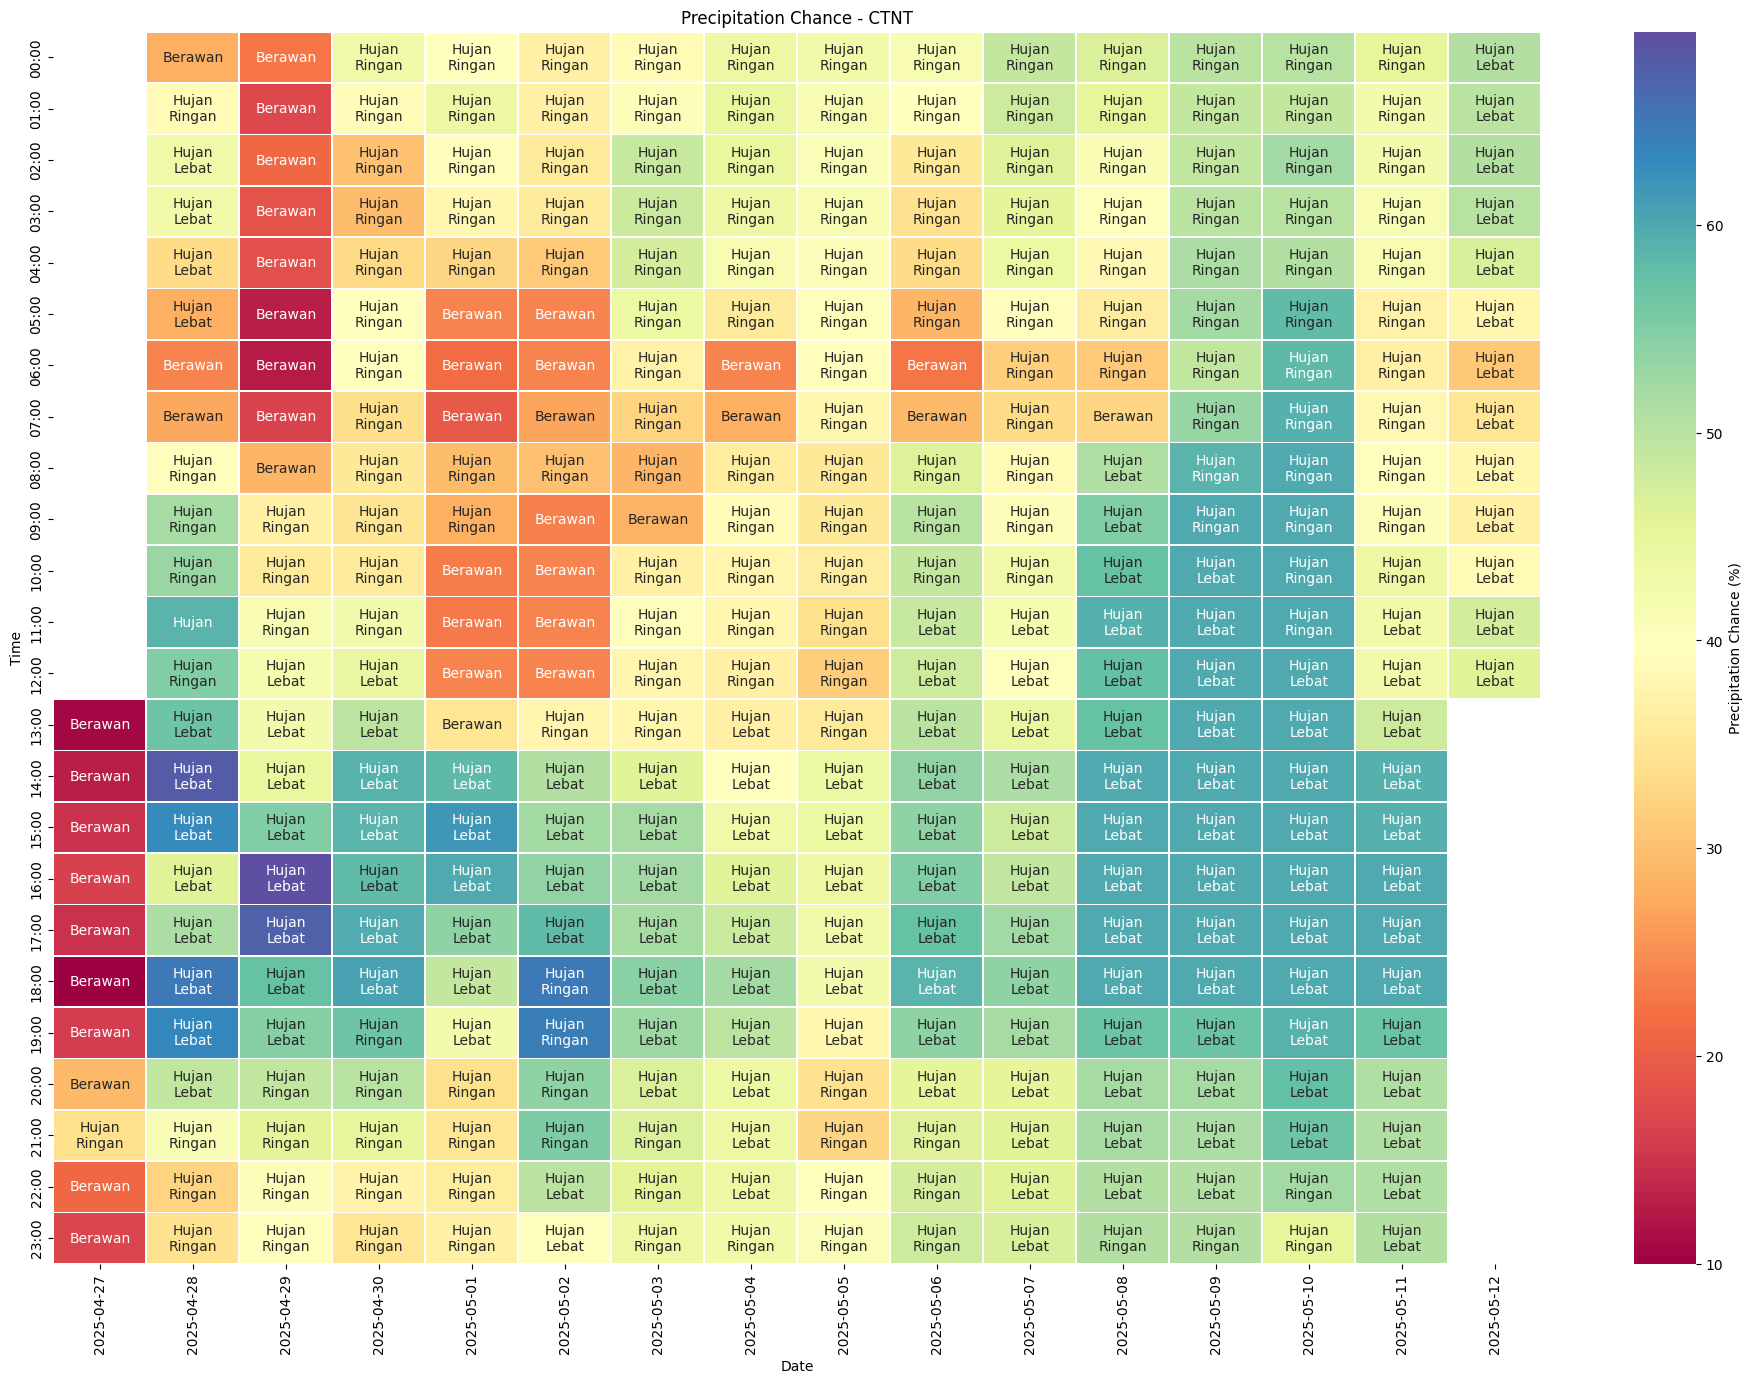 Precipitation Chance - CTNT
00:00 Berawan Berawan Hujan Ringan Hujan Ringan Hujan Ringan Hujan Ringan Hujan Ringan Hujan Ringan Hujan Ringan Hujan Ringan Hujan Ringan Hujan Ringan Hujan Ringan Hujan Ringan Hujan Lebat
01:00 Hujan Ringan Berawan Hujan Ringan Hujan Ringan Hujan Ringan Hujan Ringan Hujan Ringan Hujan Ringan Hujan Ringan Hujan Ringan Hujan Ringan Hujan Ringan Hujan Ringan Hujan Ringan Hujan Lebat
02:00 Hujan Lebat Berawan Hujan Ringan Hujan Ringan Hujan Ringan Hujan Ringan Hujan Ringan Hujan Ringan Hujan Ringan Hujan Ringan Hujan Ringan Hujan Ringan Hujan Ringan Hujan Ringan Hujan Lebat
03:00 Hujan Lebat Berawan Hujan Ringan Hujan Ringan Hujan Ringan Hujan Ringan Hujan Ringan Hujan Ringan Hujan Ringan Hujan Ringan Hujan Ringan Hujan Ringan Hujan Ringan Hujan Ringan Hujan Lebat
04:00 Hujan Lebat Berawan Hujan Ringan Hujan Ringan Hujan Ringan Hujan Ringan Hujan Ringan Hujan Ringan Hujan Ringan Hujan Ringan Hujan Ringan Hujan Ringan Hujan Ringan Hujan Ringan Hujan Lebat
05:00 Hujan Lebat Berawan Hujan Ringan Berawan Berawan Hujan Ringan Hujan Ringan Hujan Ringan Hujan Ringan Hujan Ringan Hujan Ringan Hujan Ringan Hujan Ringan Hujan Ringan Hujan Lebat
06:00 Berawan Berawan Hujan Ringan Berawan Berawan Hujan Ringan Berawan Hujan Ringan Berawan Hujan Ringan Hujan Ringan Hujan Ringan Hujan Ringan Hujan Ringan Hujan Lebat
07:00 Berawan Berawan Hujan Ringan Berawan Berawan Hujan Ringan Berawan Hujan Ringan Berawan Hujan Ringan Berawan Hujan Ringan Hujan Ringan Hujan Ringan Hujan Lebat
08:00 Hujan Ringan Berawan Hujan Ringan Hujan Ringan Hujan Ringan Hujan Ringan Hujan Ringan Hujan Ringan Hujan Ringan Hujan Ringan Hujan Lebat Hujan Ringan Hujan Ringan Hujan Ringan Hujan Lebat
09:00 Hujan Ringan Hujan Ringan Hujan Ringan Hujan Ringan Berawan Berawan Hujan Ringan Hujan Ringan Hujan Ringan Hujan Ringan Hujan Lebat Hujan Ringan Hujan Ringan Hujan Ringan Hujan Lebat
10:00 Hujan Ringan Hujan Ringan Hujan Ringan Berawan Berawan Hujan Ringan Hujan Ringan Hujan Ringan Hujan Ringan Hujan Ringan Hujan Lebat Hujan Lebat Hujan Ringan Hujan Ringan Hujan Lebat
11:00 Hujan Hujan Ringan Hujan Ringan Berawan Berawan Hujan Ringan Hujan Ringan Hujan Ringan Hujan Lebat Hujan Lebat Hujan Lebat Hujan Lebat Hujan Ringan Hujan Lebat Hujan Lebat
12:00 Hujan Ringan Hujan Lebat Hujan Lebat Berawan Berawan Hujan Ringan Hujan Ringan Hujan Ringan Hujan Lebat Hujan Lebat Hujan Lebat Hujan Lebat Hujan Lebat Hujan Lebat Hujan Lebat
13:00 Berawan Hujan Lebat Hujan Lebat Hujan Lebat Berawan Hujan Ringan Hujan Ringan Hujan Lebat Hujan Ringan Hujan Lebat Hujan Lebat Hujan Lebat Hujan Lebat Hujan Lebat Hujan Lebat
14:00 Berawan Hujan Lebat Hujan Lebat Hujan Lebat Hujan Lebat Hujan Lebat Hujan Lebat Hujan Lebat Hujan Lebat Hujan Lebat Hujan Lebat Hujan Lebat Hujan Lebat Hujan Lebat Hujan Lebat
15:00 Berawan Hujan Lebat Hujan Lebat Hujan Lebat Hujan Lebat Hujan Lebat Hujan Lebat Hujan Lebat Hujan Lebat Hujan Lebat Hujan Lebat Hujan Lebat Hujan Lebat Hujan Lebat Hujan Lebat
16:00 Berawan Hujan Lebat Hujan Lebat Hujan Lebat Hujan Lebat Hujan Lebat Hujan Lebat Hujan Lebat Hujan Lebat Hujan Lebat Hujan Lebat Hujan Lebat Hujan Lebat Hujan Lebat Hujan Lebat
17:00 Berawan Hujan Lebat Hujan Lebat Hujan Lebat Hujan Lebat Hujan Lebat Hujan Lebat Hujan Lebat Hujan Lebat Hujan Lebat Hujan Lebat Hujan Lebat Hujan Lebat Hujan Lebat Hujan Lebat
18:00 Berawan Hujan Lebat Hujan Lebat Hujan Lebat Hujan Lebat Hujan Ringan Hujan Lebat Hujan Lebat Hujan Lebat Hujan Lebat Hujan Lebat Hujan Lebat Hujan Lebat Hujan Lebat Hujan Lebat
19:00 Berawan Hujan Lebat Hujan Lebat Hujan Ringan Hujan Lebat Hujan Ringan Hujan Lebat Hujan Lebat Hujan Lebat Hujan Lebat Hujan Lebat Hujan Lebat Hujan Lebat Hujan Lebat Hujan Lebat
20:00 Berawan Hujan Lebat Hujan Ringan Hujan Ringan Hujan Ringan Hujan Ringan Hujan Lebat Hujan Lebat Hujan Ringan Hujan Ringan Hujan Lebat Hujan Lebat Hujan Lebat Hujan Lebat Hujan Lebat
21:00 Hujan Ringan Hujan Ringan Hujan Ringan Hujan Ringan Hujan Ringan Hujan Ringan Hujan Ringan Hujan Lebat Hujan Ringan Hujan Ringan Hujan Lebat Hujan Lebat Hujan Lebat Hujan Lebat Hujan Lebat
22:00 Berawan Hujan Ringan Hujan Ringan Hujan Ringan Hujan Ringan Hujan Lebat Hujan Ringan Hujan Lebat Hujan Ringan Hujan Ringan Hujan Lebat Hujan Lebat Hujan Lebat Hujan Ringan Hujan Lebat
23:00 Berawan Hujan Ringan Hujan Ringan Hujan Ringan Hujan Ringan Hujan Lebat Hujan Ringan Hujan Ringan Hujan Ringan Hujan Ringan Hujan Lebat Hujan Ringan Hujan Ringan Hujan Ringan Hujan Lebat
Time
2025-04-27 2025-04-28 2025-04-29 2025-04-30 2025-05-01 2025-05-02 2025-05-03 2025-05-04 2025-05-05 2025-05-06 2025-05-07 2025-05-08 2025-05-09 2025-05-10 2025-05-11 2025-05-12
Date
60
50
40
30
20
10
Precipitation Chance (%)